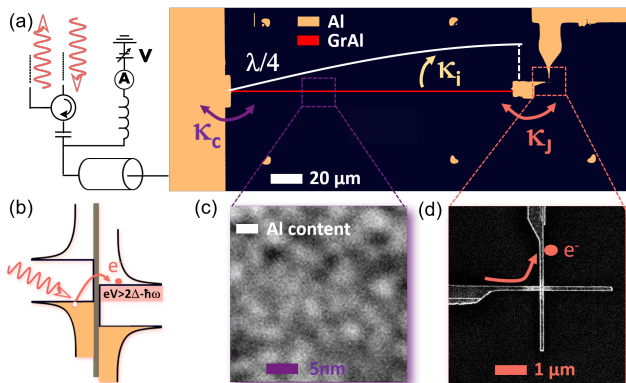 (a)
V
A
Al
GrAl
λ/4
κc
κi
κJ
20 μm
(b)
e
eV>2Δ-ħω
(c)
Al content
5nm
(d)
e-
1 μm